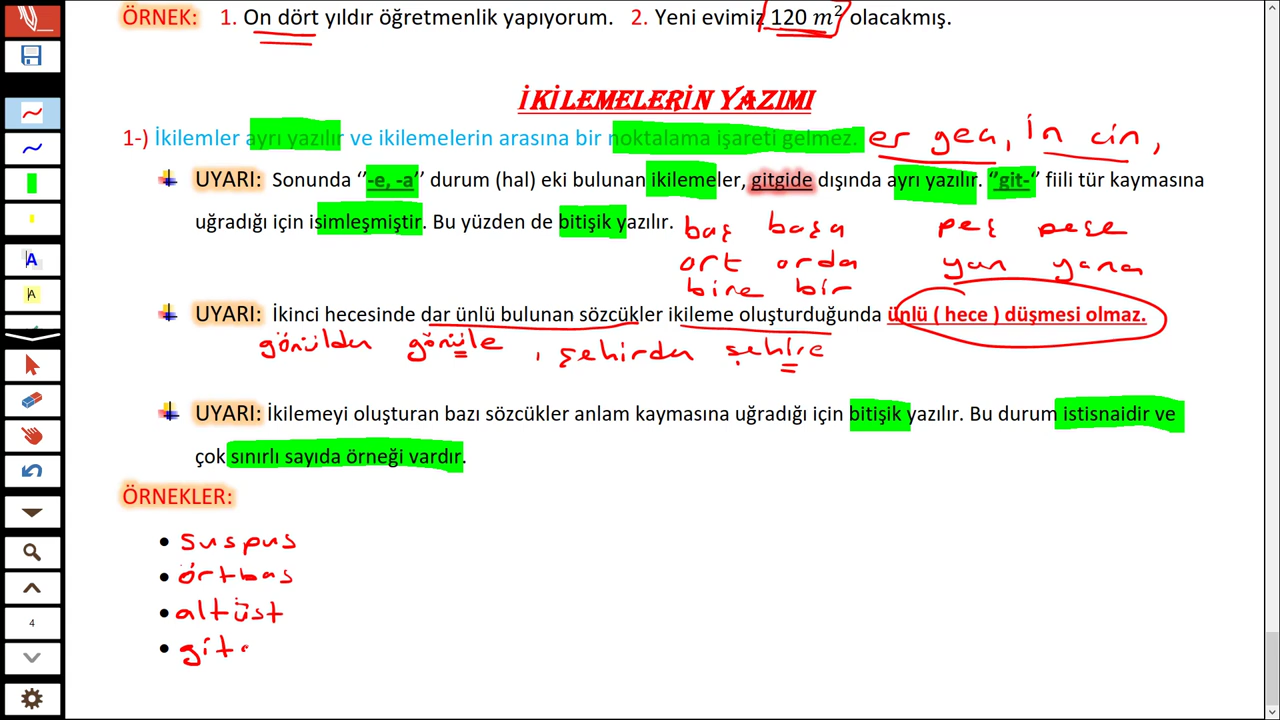 ÖRNEK: 1. On dört yıldır öğretmenlik yapıyorum. 2. Yeni evimiz 120 m² olacakmış.
İKİLEMELERİN YAZIMI
1-) İkilemler ayrı yazılır ve ikilemelerin arasına bir noktalama işareti gelmez. er geç, in cin,
UYARI: Sonunda ‘’-e, -a’’ durum (hal) eki bulunan ikilemeler, gitgide dışında ayrı yazılır. ‘’git-‘’ fiili tür kaymasına
uğradığı için isimleşmiştir. Bu yüzden de bitişik yazılır. baş başa peş peşe
ort orda yan yana
bire bir
UYARI: İkinci hecesinde dar ünlü bulunan sözcükler ikileme oluşturduğunda ünlü ( hece ) düşmesi olmaz.
gönülden gönüle , şehirden şehire
UYARI: İkilemeyi oluşturan bazı sözcükler anlam kaymasına uğradığı için bitişik yazılır. Bu durum istisnaidir ve
çok sınırlı sayıda örneği vardır.
ÖRNEKLER:
• suspus
• örtbas
• altüst
• git
A
A
4